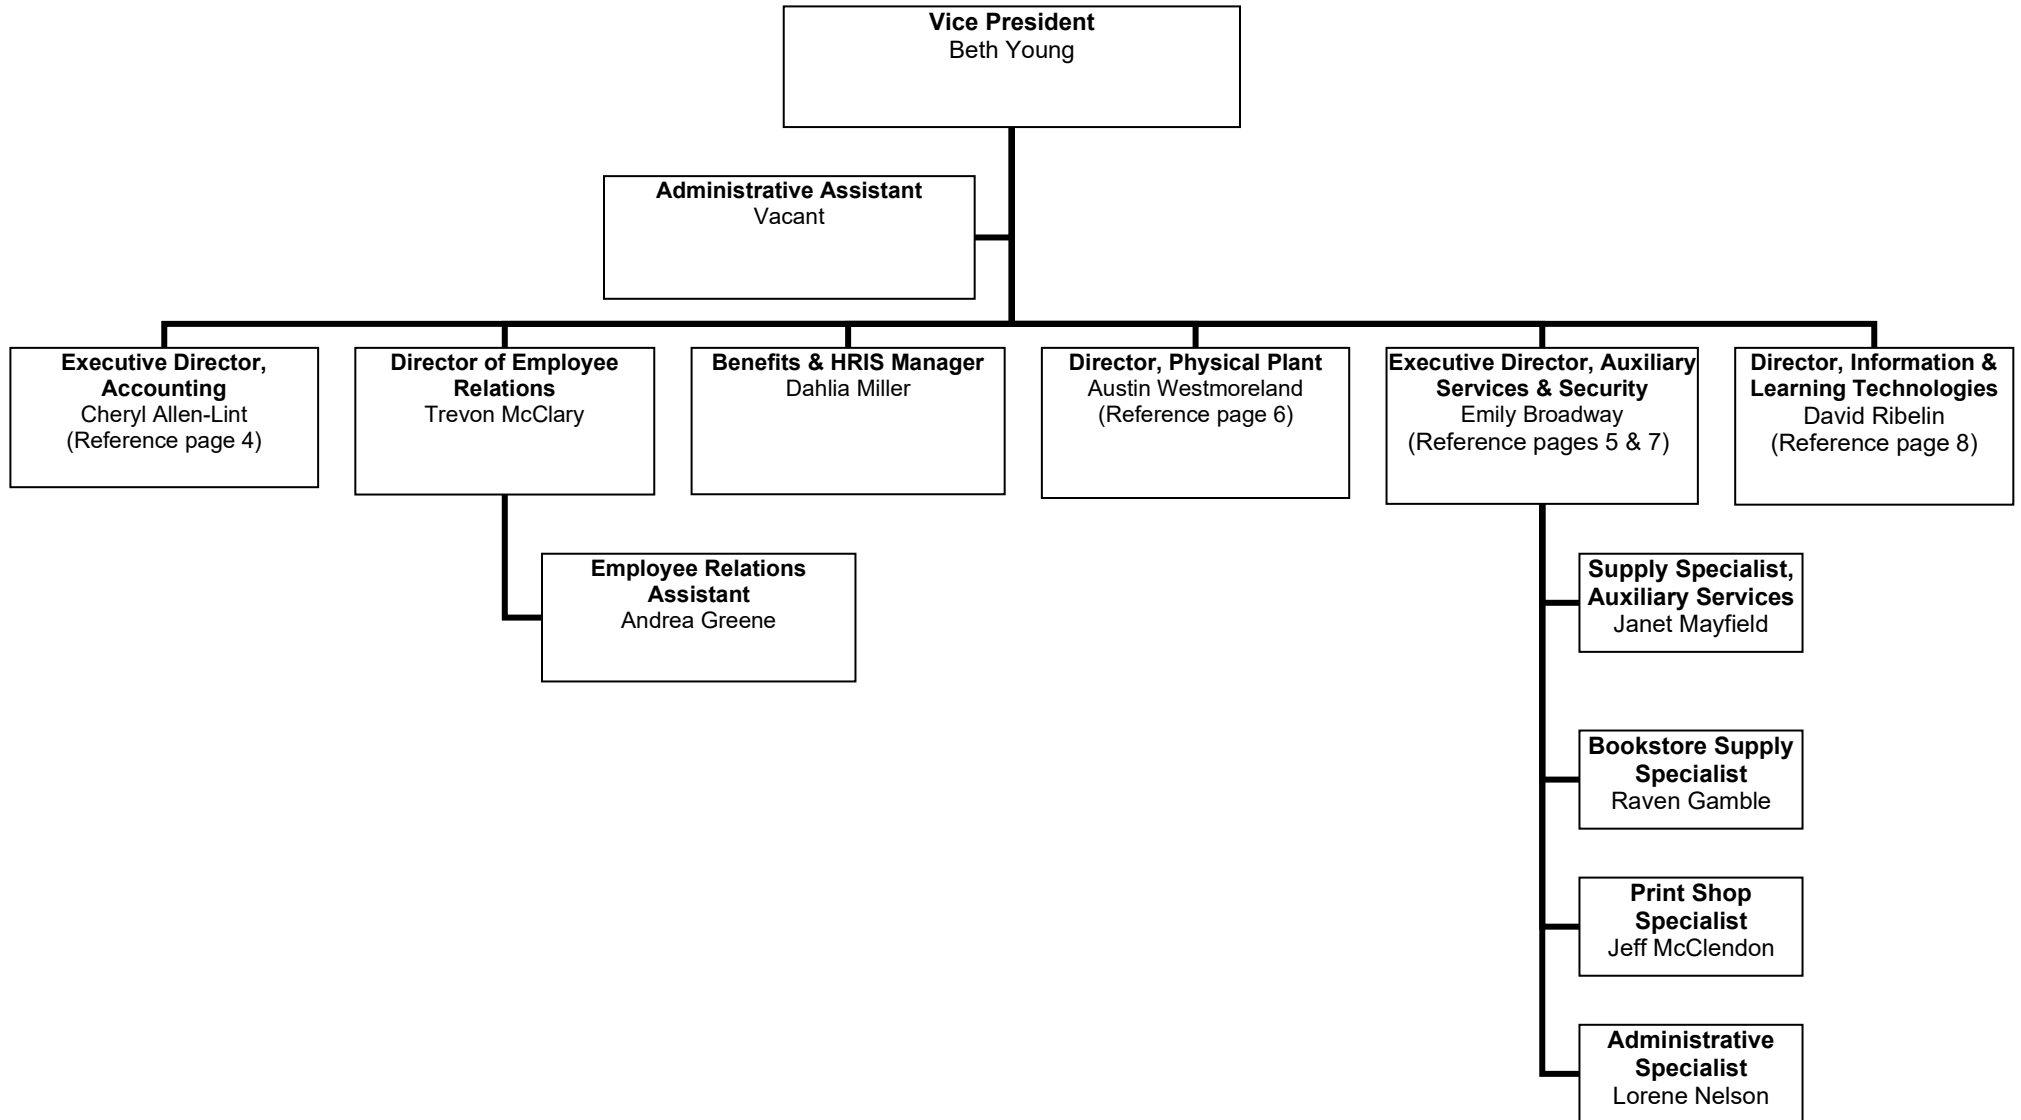 Vice President
Beth Young
Administrative Assistant
Vacant
Executive Director,
Accounting
Cheryl Allen-Lint
(Reference page 4)
Director of Employee
Relations
Trevon McClary
Benefits & HRIS Manager
Dahlia Miller
Director, Physical Plant
Austin Westmoreland
(Reference page 6)
Executive Director, Auxiliary
Services & Security
Emily Broadway
(Reference pages 5 & 7)
Director, Information &
Learning Technologies
David Ribelin
(Reference page 8)
Employee Relations
Assistant
Andrea Greene
Supply Specialist,
Auxiliary Services
Janet Mayfield
Bookstore Supply
Specialist
Raven Gamble
Print Shop
Specialist
Jeff McClendon
Administrative
Specialist
Lorene Nelson